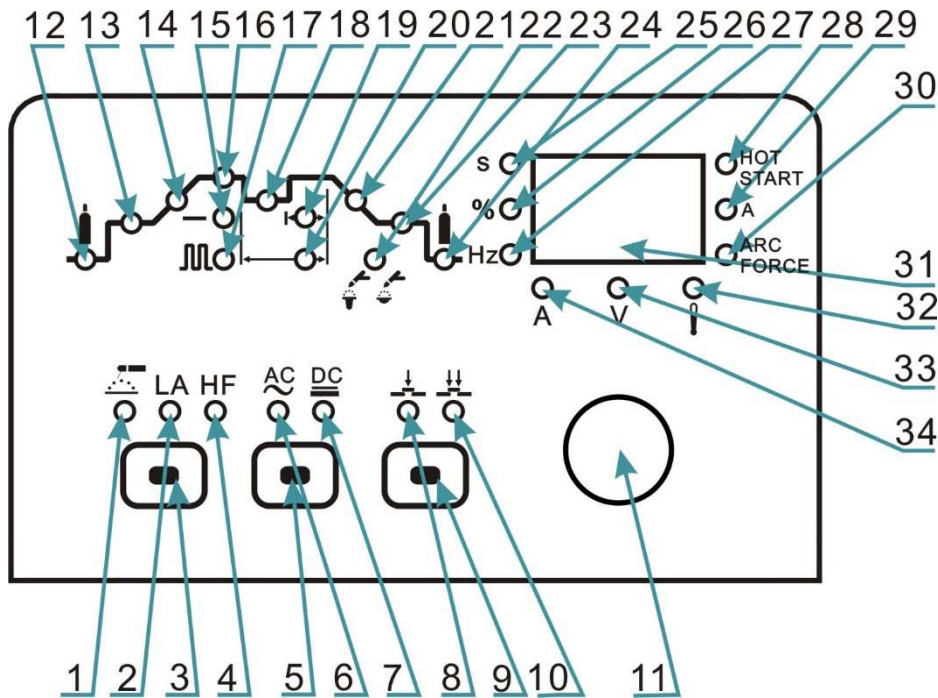 12 13 14 15 16 17 18 19 20 21 22 23 24 25 26 27 28 29
30
S
HOT
START
%
A
Hz
ARC
FORCE
31
A V
32
33
34
LA HF AC DC
1 2 3 4 5 6 7 8 9 10 11